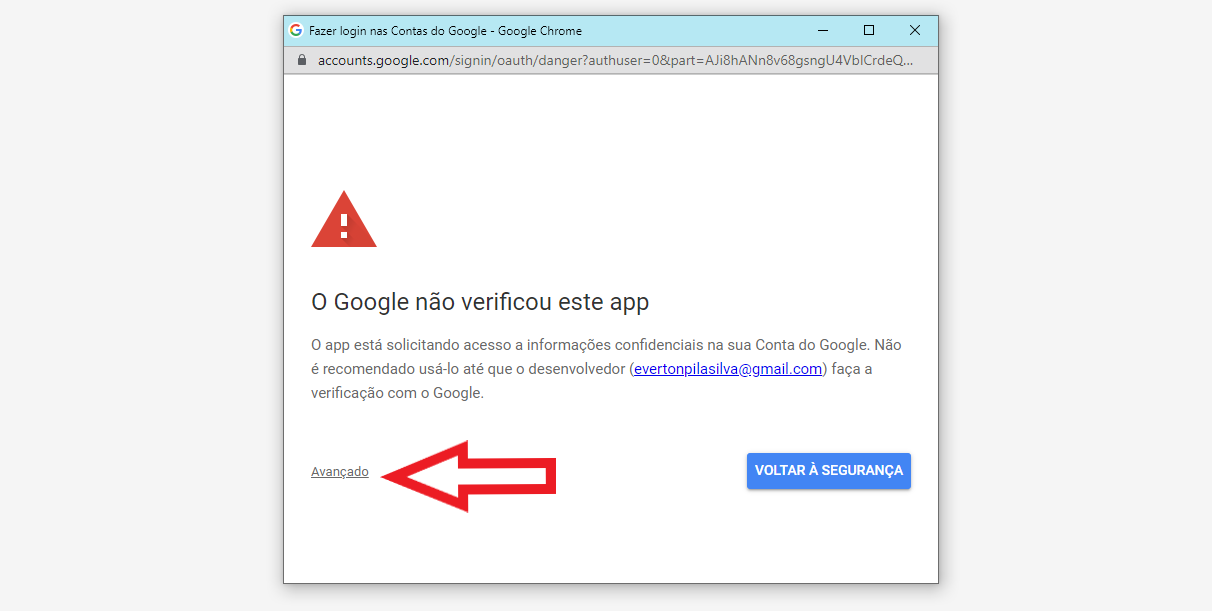 Fazer login nas Contas do Google - Google Chrome
accounts.google.com/signin/oauth/danger?authuser=0&part=AJi8hANn8v68gsngU4VbICrdeQ...
O Google não verificou este app
O app está solicitando acesso a informações confidenciais na sua Conta do Google. Não
é recomendado usá-lo até que o desenvolvedor (evertonpilasilva@gmail.com) faça a
verificação com o Google.
Avançado
VOLTAR À SEGURANÇA